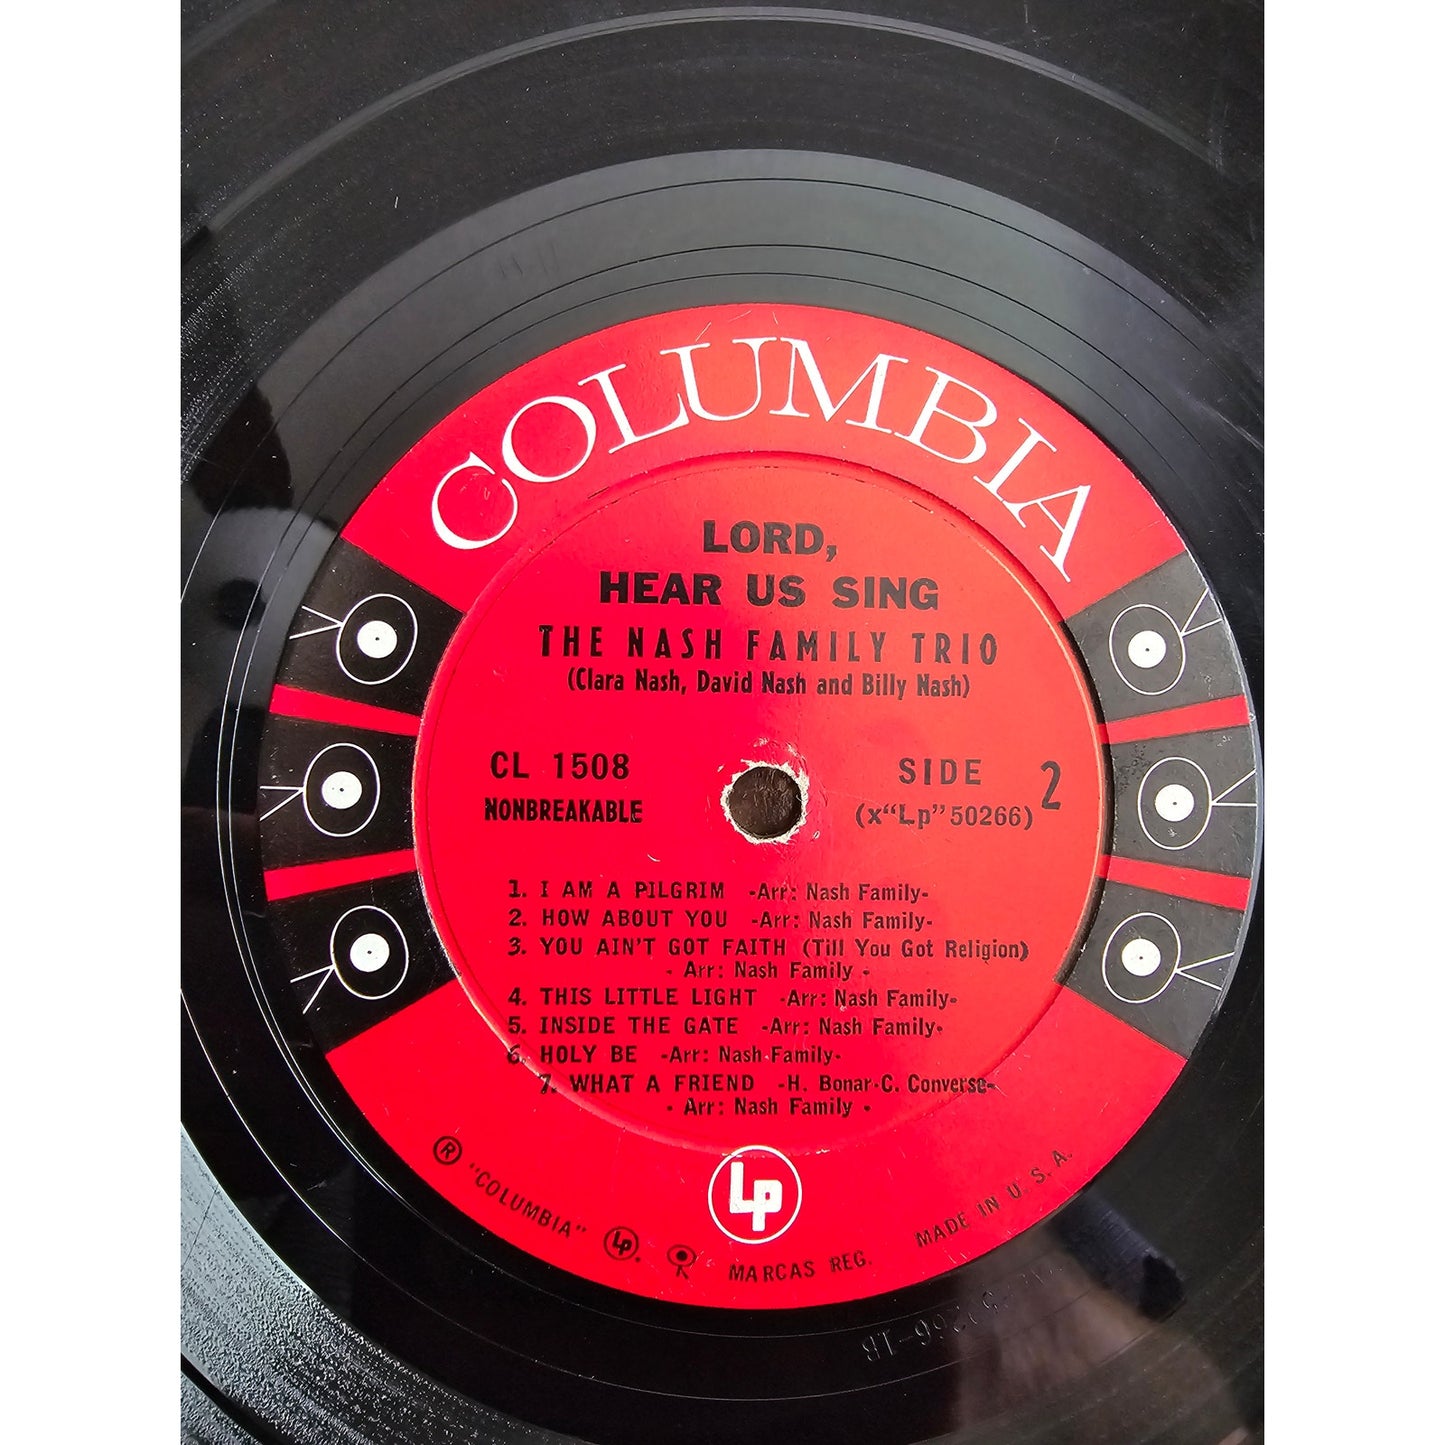 COLUMBIA
LORD,
HEAR US SING
THE NASH FAMILY TRIO
(Clara Nash, David Nash and Billy Nash)
CL 1508
NONBREAKABLE
SIDE 2
(x“Lp”50266)
1. I AM A PILGRIM -Arr: Nash Family-
2. HOW ABOUT YOU -Arr: Nash Family-
3. YOU AIN'T GOT FAITH (Till You Got Religion)
- Arr: Nash Family -
4. THIS LITTLE LIGHT -Arr: Nash Family-
5. INSIDE THE GATE -Arr: Nash Family-
6. HOLY BE -Arr: Nash Family-
7. WHAT A FRIEND -H. Bonar-C. Converse-
- Arr: Nash Family -
Lp
® "COLUMBIA" Lp. MARCAS REG. MADE IN U.S.A.